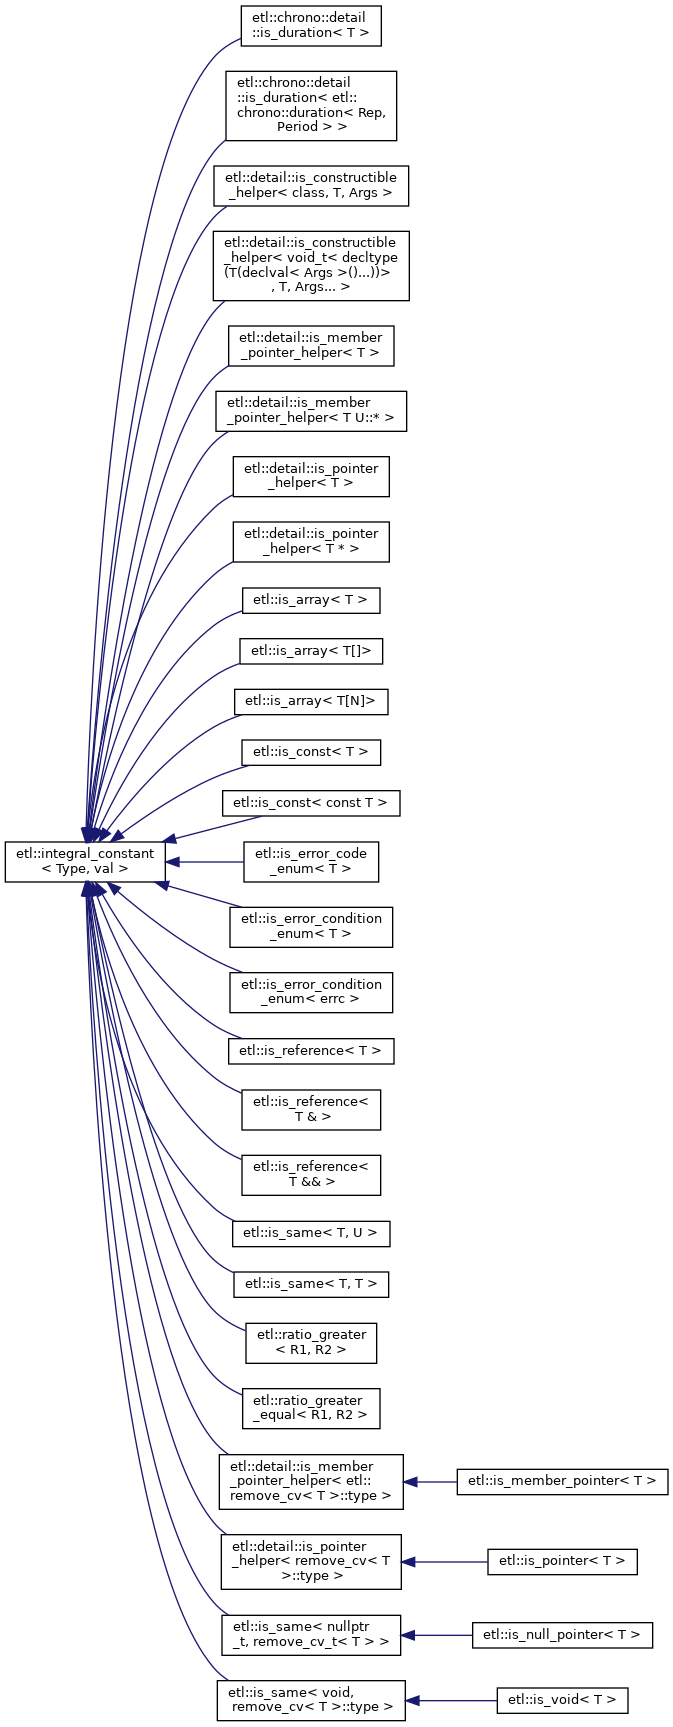 etl::chrono::detail
::is_duration< T >
etl::chrono::detail
::is_duration< etl::
chrono::duration< Rep,
Period > >
etl::detail::is_constructible
_helper< class, T, Args >
etl::detail::is_constructible
_helper< void_t< decltype
(T(declval< Args >()...))>
, T, Args... >
etl::detail::is_member
_pointer_helper< T >
etl::detail::is_member
_pointer_helper< T U::* >
etl::detail::is_pointer
_helper< T >
etl::detail::is_pointer
_helper< T * >
etl::is_array< T >
etl::is_array< T[]>
etl::is_array< T[N]>
etl::is_const< T >
etl::is_const< const T >
etl::integral_constant
< Type, val >
etl::is_error_code
_enum< T >
etl::is_error_condition
_enum< T >
etl::is_error_condition
_enum< errc >
etl::is_reference< T >
etl::is_reference<
T & >
etl::is_reference<
T && >
etl::is_same< T, U >
etl::is_same< T, T >
etl::ratio_greater
< R1, R2 >
etl::ratio_greater
_equal< R1, R2 >
etl::detail::is_member
_pointer_helper< etl::
remove_cv< T >::type >
etl::is_member_pointer< T >
etl::detail::is_pointer
_helper< remove_cv< T
>::type >
etl::is_pointer< T >
etl::is_same< nullptr
_t, remove_cv_t< T > >
etl::is_null_pointer< T >
etl::is_same< void,
remove_cv< T >::type >
etl::is_void< T >